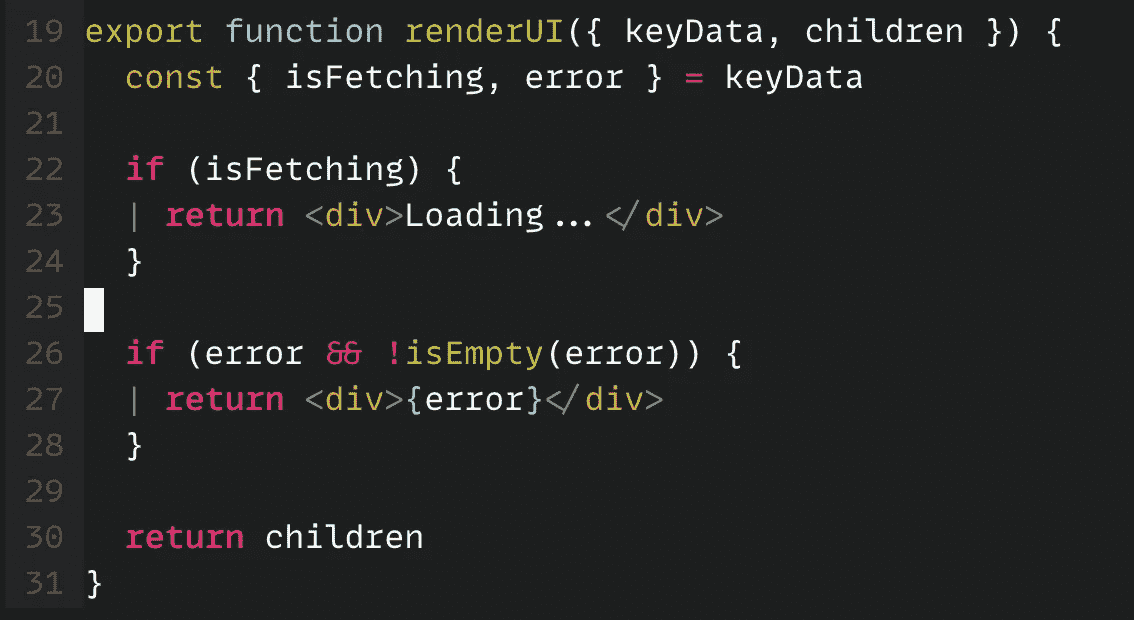 19 export function renderUI({ keyData, children }) {
20   const { isFetching, error } = keyData
21
22   if (isFetching) {
23   | return <div>Loading...</div>
24   }
25
26   if (error && !isEmpty(error)) {
27   | return <div>{error}</div>
28   }
29
30   return children
31 }